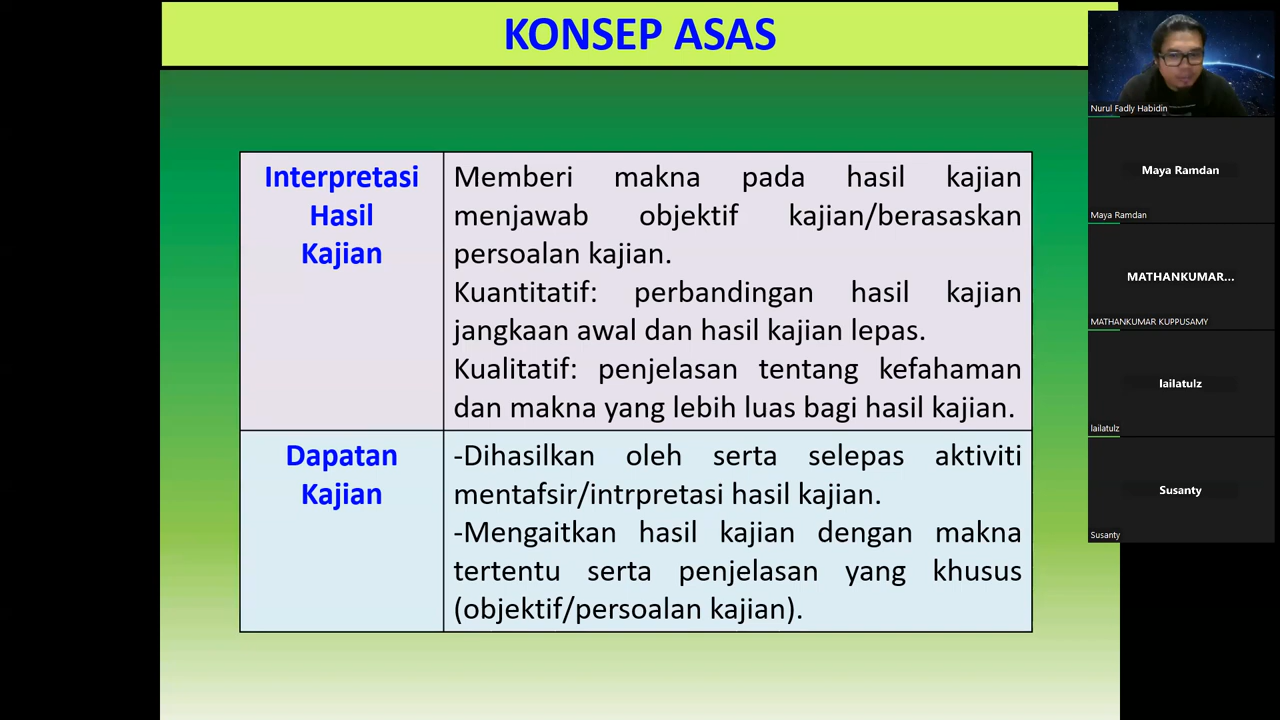 KONSEP ASAS
Interpretasi
Hasil
Kajian
Memberi makna pada hasil kajian
menjawab objektif kajian/berasaskan
persoalan kajian.
Kuantitatif: perbandingan hasil kajian
jangkaan awal dan hasil kajian lepas.
Kualitatif: penjelasan tentang kefahaman
dan makna yang lebih luas bagi hasil kajian.
Dapatan
Kajian
-Dihasilkan oleh serta selepas aktiviti
mentafsir/intrpretasi hasil kajian.
-Mengaitkan hasil kajian dengan makna
tertentu serta penjelasan yang khusus
(objektif/persoalan kajian).
Nurul Fadly Habidin
Maya Ramdan
Maya Ramdan
MATHANKUMAR...
MATHANKUMAR KUPPUSAMY
lailatulz
lailatulz
Susanty
Susanty